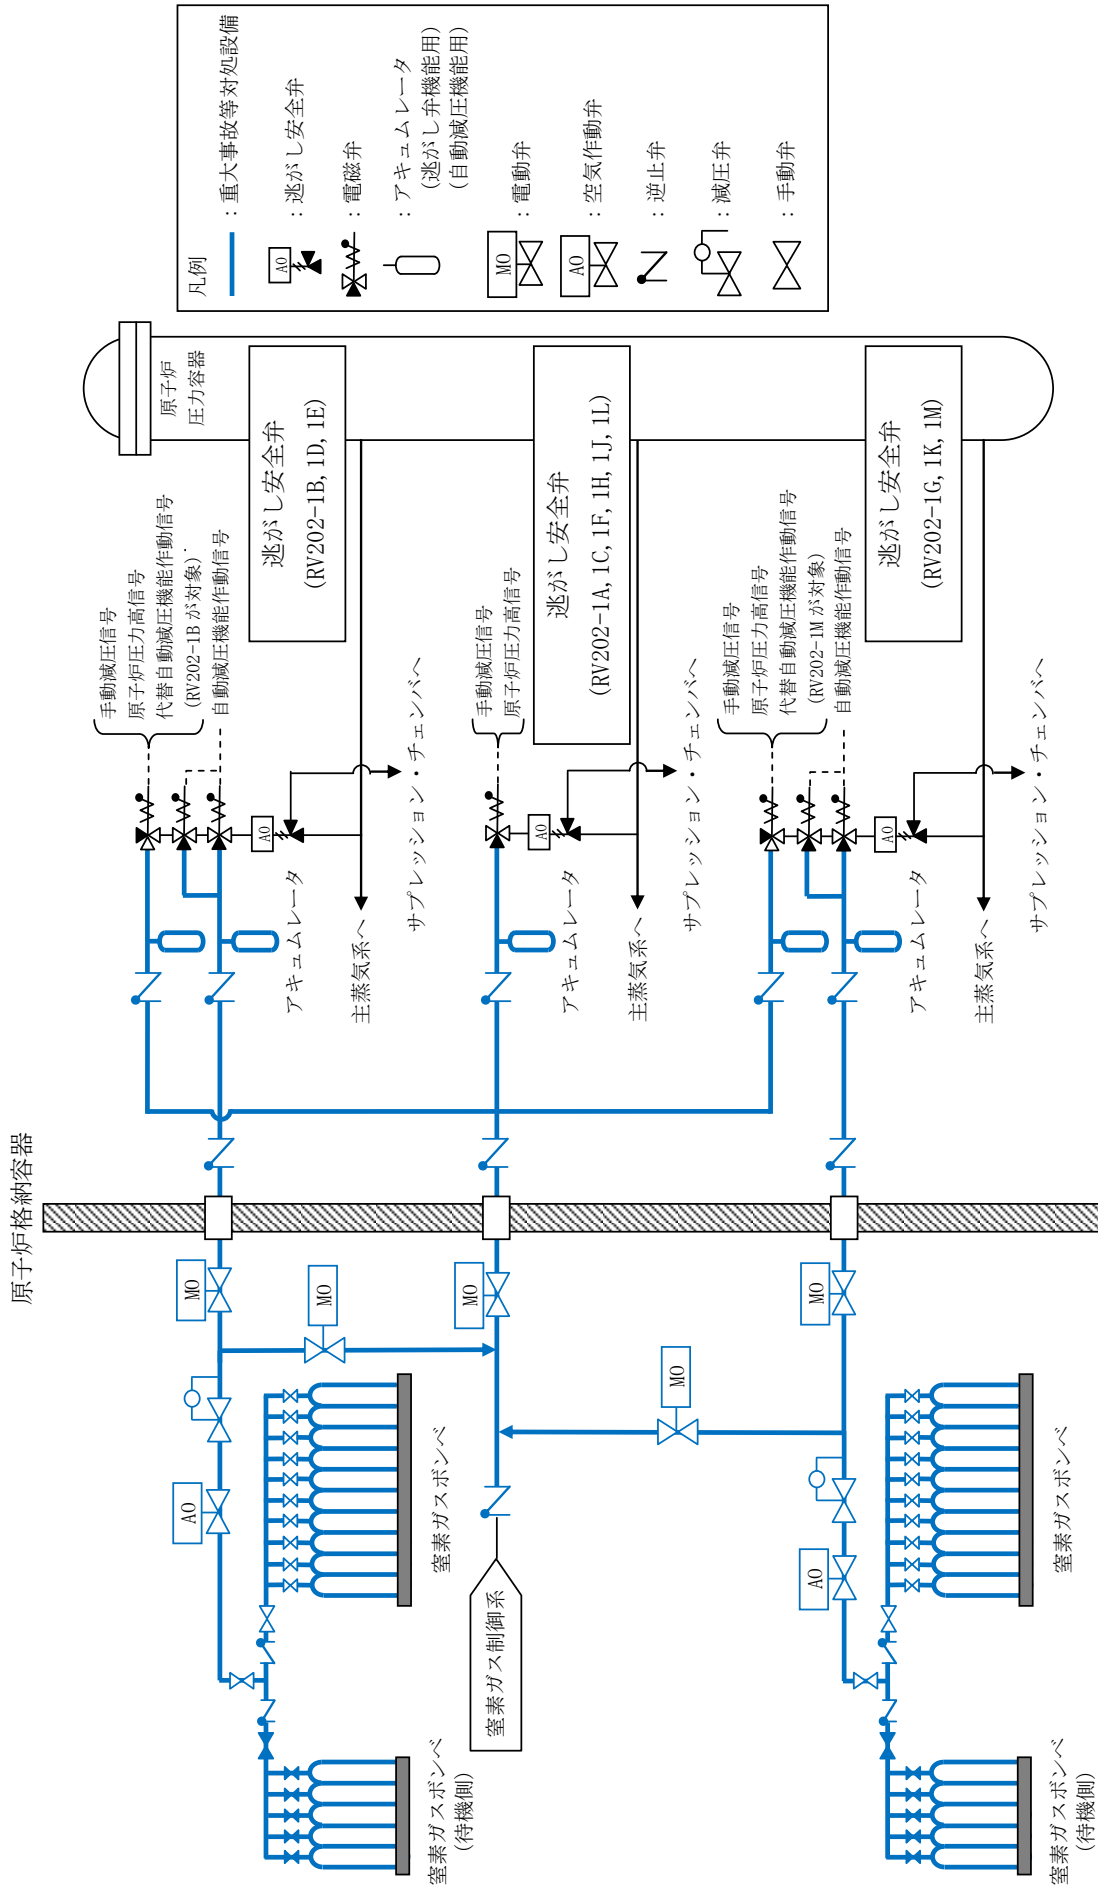 原子炉格納容器
窒素ガスボンベ
(待機側)
窒素ガスボンベ
AO
MO
MO
窒素ガス制御系
MO
MO
窒素ガスボンベ
(待機側)
窒素ガスボンベ
AO
MO
手動減圧信号
原子炉圧力高信号
代替自動減圧機能作動信号
(RV202-1Bが対象)
自動減圧機能作動信号
AO
アキュムレータ
主蒸気系へ
サプレッション・チェンバへ
逃がし安全弁
(RV202-1B, 1D, 1E)
手動減圧信号
原子炉圧力高信号
AO
アキュムレータ
主蒸気系へ
サプレッション・チェンバへ
逃がし安全弁
(RV202-1A, 1C, 1F, 1H, 1J, 1L)
手動減圧信号
原子炉圧力高信号
代替自動減圧機能作動信号
(RV202-1Mが対象)
自動減圧機能作動信号
AO
アキュムレータ
主蒸気系へ
サプレッション・チェンバへ
逃がし安全弁
(RV202-1G, 1K, 1M)
原子炉
圧力容器
凡例
:重大事故等対処設備
AO
:逃がし安全弁
:電磁弁
:アキュムレータ
(逃がし弁機能用)
(自動減圧機能用)
MO
:電動弁
AO
:空気作動弁
:逆止弁
:減圧弁
:手動弁